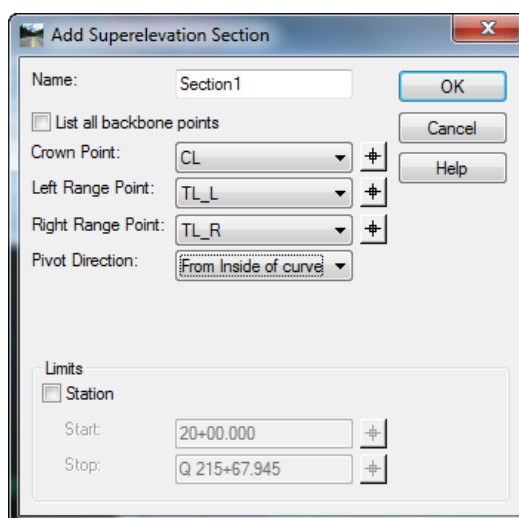 Add Superelevation Section
Name: Section1
OK
List all backbone points
Cancel
Crown Point: CL
Help
Left Range Point: TL_L
Right Range Point: TL_R
Pivot Direction: From Inside of curve
Limits
Station
Start: 20+00.000
Stop: Q 215+67.945